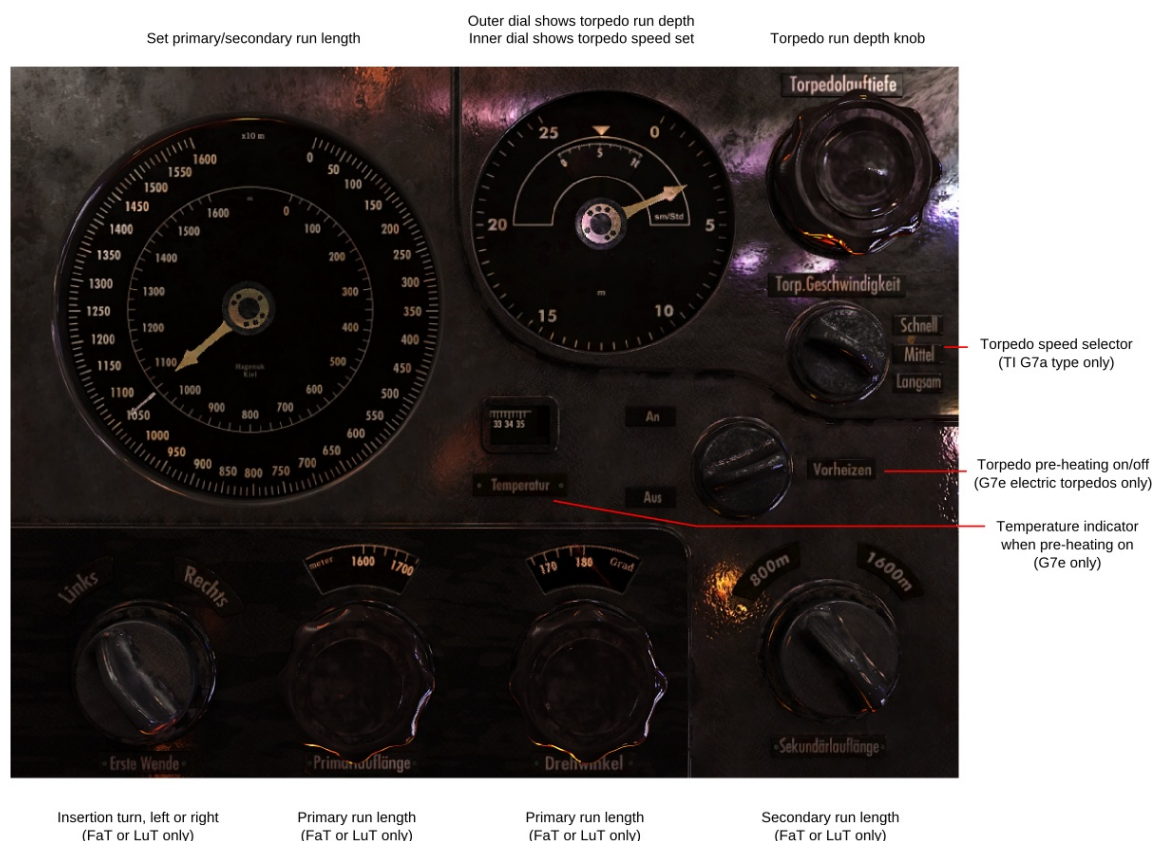 Set primary/secondary run length
Outer dial shows torpedo run depth
Inner dial shows torpedo speed set
Torpedo run depth knob
Torpedolauftiefe
x10 m
0
50
100
150
200
250
300
350
400
450
500
550
600
650
700
750
800
850
900
950
1000
1050
1100
1150
1200
1250
1300
1350
1400
1450
1500
1550
1600
m
0
100
200
300
400
500
600
700
800
900
1000
1100
1200
1300
1400
1500
1600
Hagenuk
Kiel
25
0
5
10
15
20
0 S N
sm/Std
m
Torp.Geschwindigkeit
Schnell
Mittel
Langsam
Torpedo speed selector
(TI G7a type only)
33 34 35
Temperatur
An
Aus
Vorheizen
Torpedo pre-heating on/off
(G7e electric torpedos only)
Temperature indicator
when pre-heating on
(G7e only)
Links
Rechts
Erste Wende
meter 1600 1700
Primärlauflänge
170 180 Grad
Drehwinkel
800m
1600m
Sekundärlauflänge
Insertion turn, left or right
(FaT or LuT only)
Primary run length
(FaT or LuT only)
Primary run length
(FaT or LuT only)
Secondary run length
(FaT or LuT only)